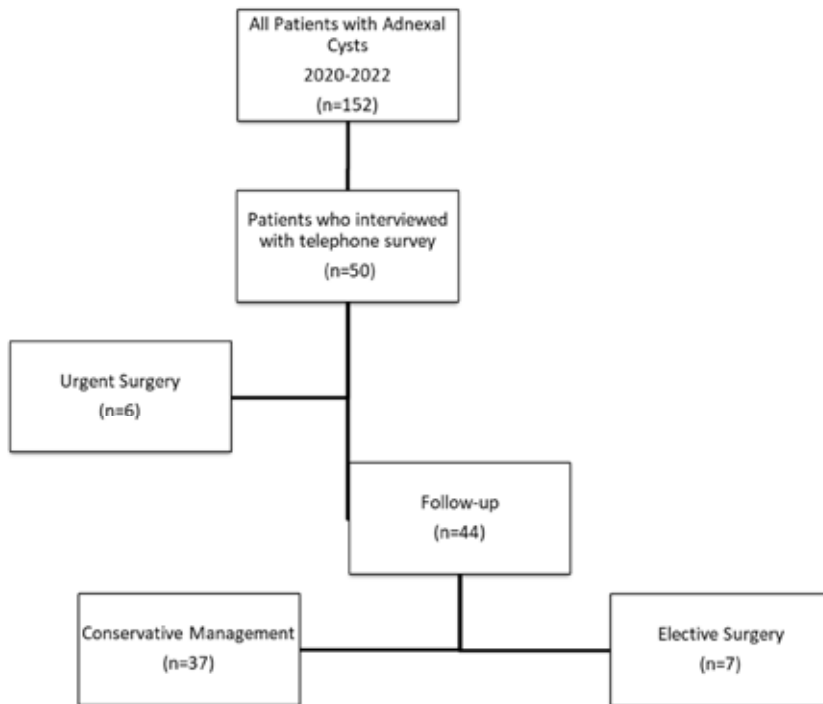 All Patients with Adnexal
Cysts
2020-2022
(n=152)
Patients who interviewed
with telephone survey
(n=50)
Urgent Surgery
(n=6)
Follow-up
(n=44)
Conservative Management
(n=37)
Elective Surgery
(n=7)